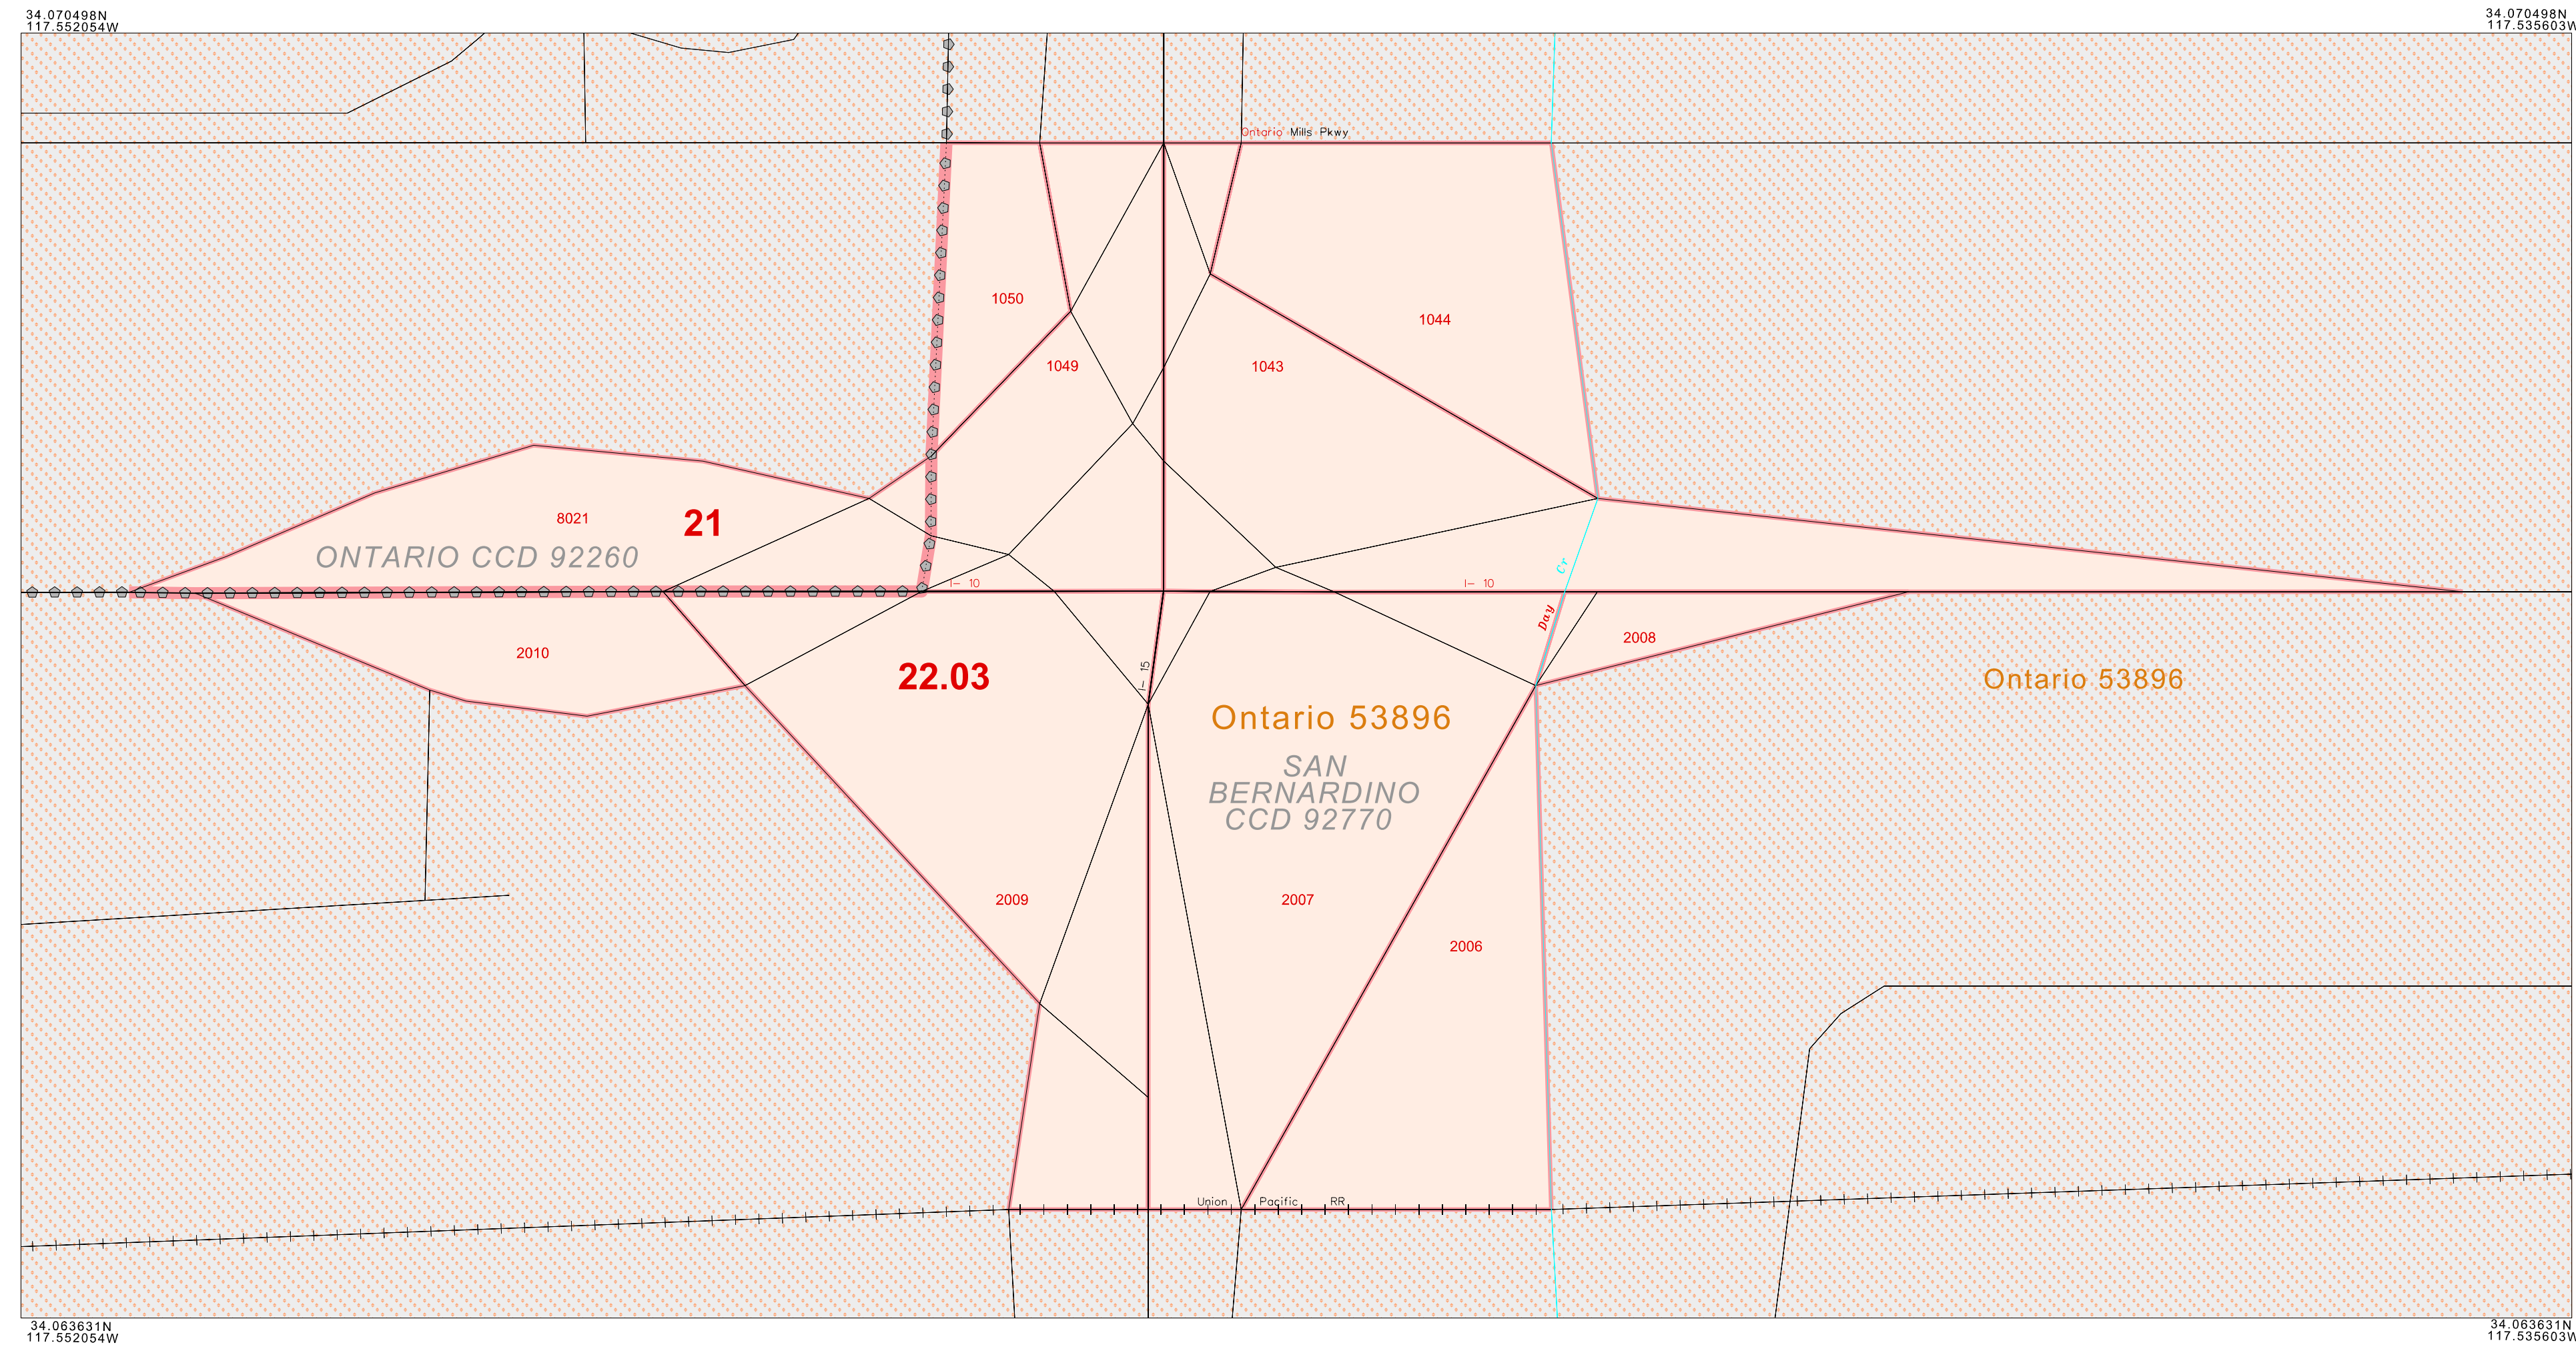 34.070498N
117.552054W
34.070498N
117.535603W
Ontario Mills Pkwy
1050
1044
1049
1043
8021
21
ONTARIO CCD 92260
I- 10
I- 10
Day Cr
2008
2010
22.03
I- 15
Ontario 53896
Ontario 53896
SAN
BERNARDINO
CCD 92770
2009
2007
2006
Union Pacific RR
34.063631N
117.552054W
34.063631N
117.535603W